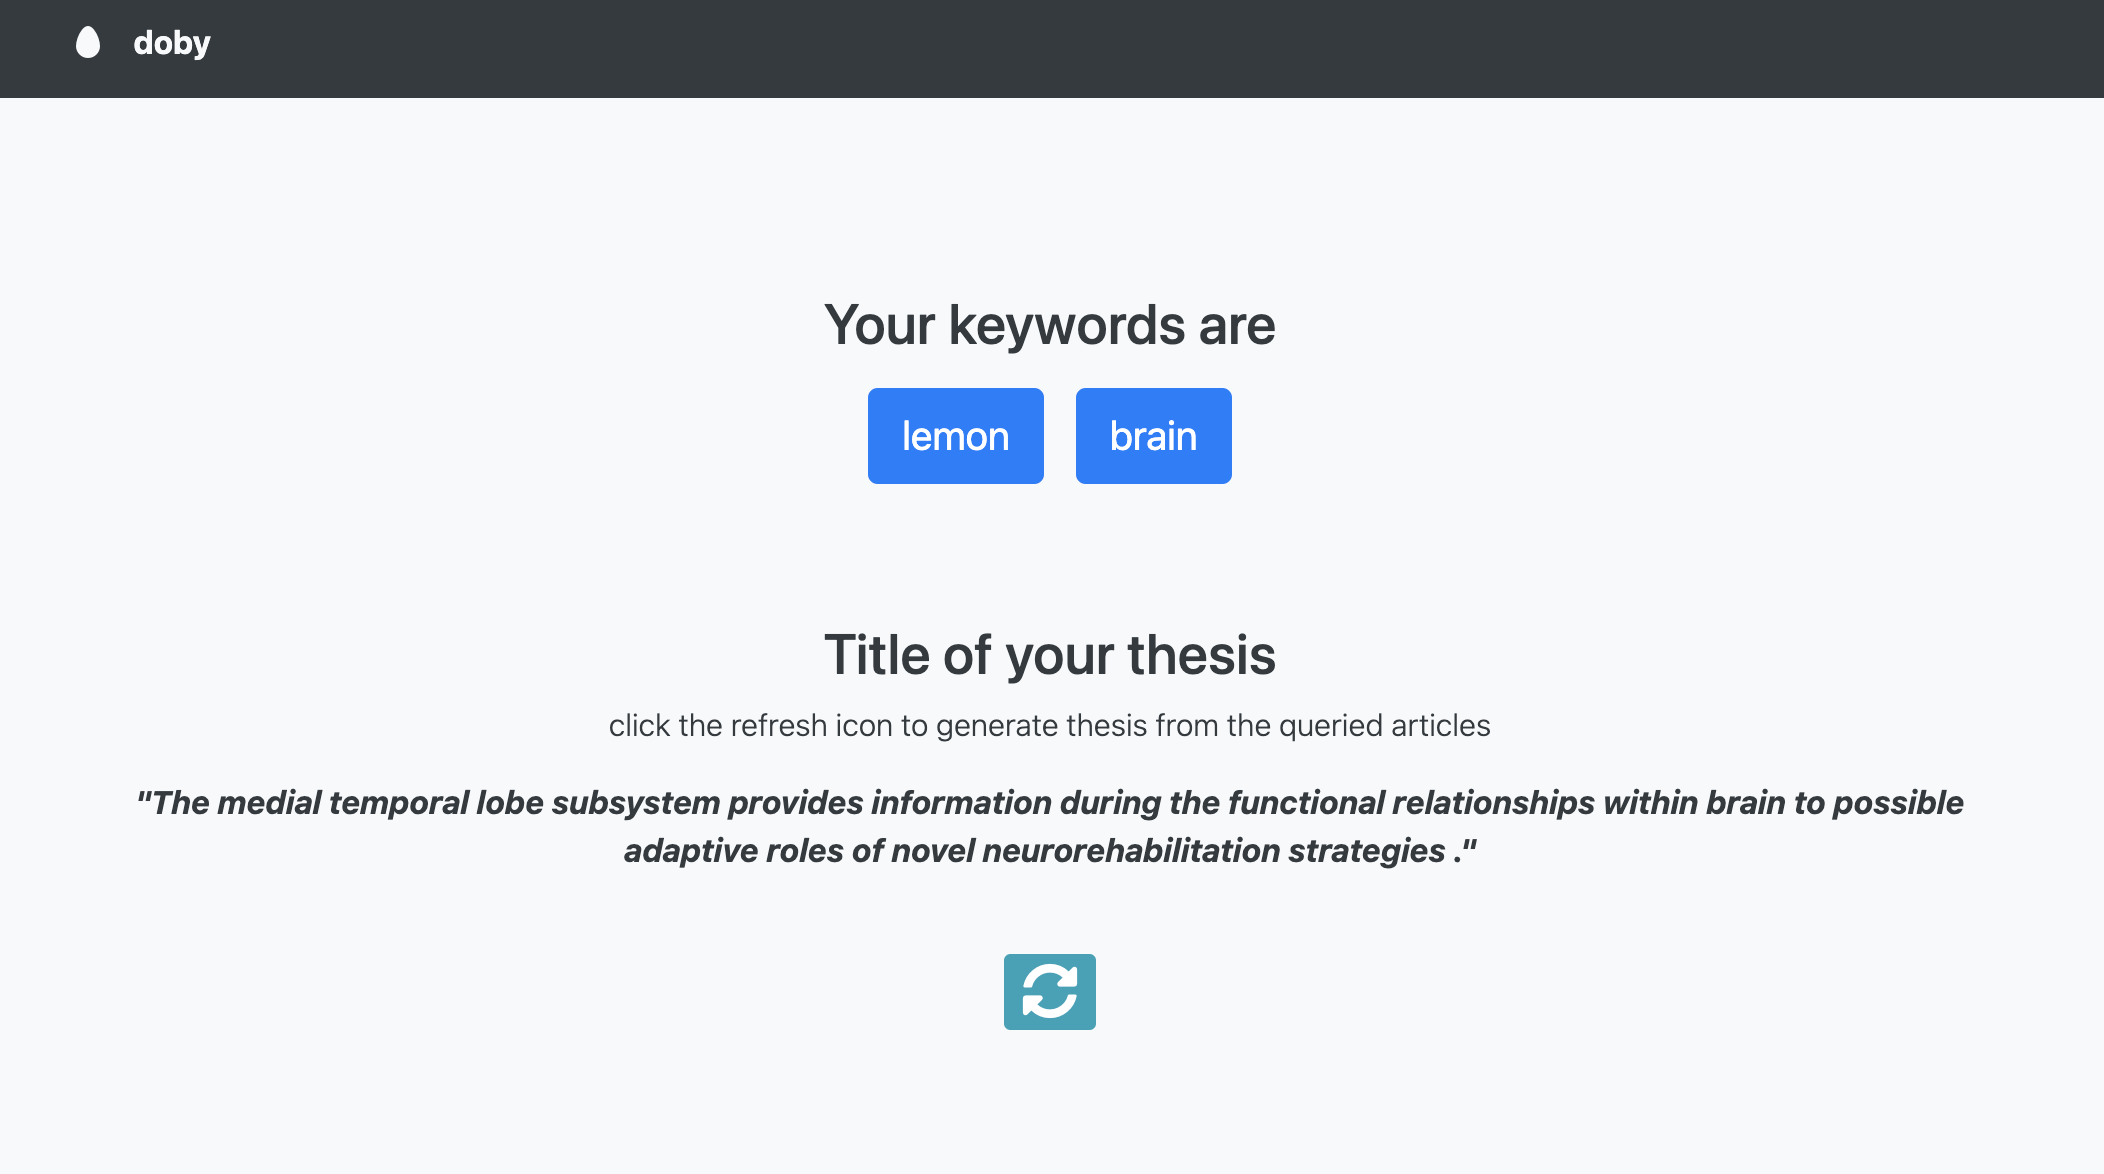 doby
Your keywords are
lemon brain
Title of your thesis
click the refresh icon to generate thesis from the queried articles
"The medial temporal lobe subsystem provides information during the functional relationships within brain to possible
adaptive roles of novel neurorehabilitation strategies ."